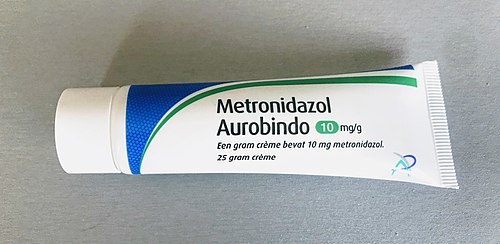 Metronidazol
Aurobindo 10 mg/g
Een gram crème bevat 10 mg metronidazol.
25 gram crème